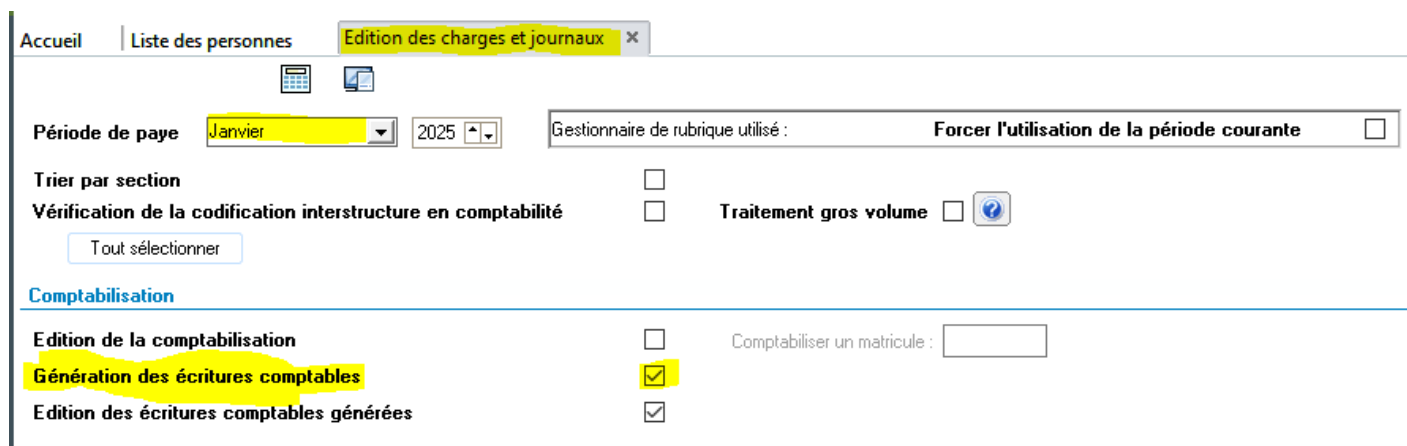 Accueil Liste des personnes Edition des charges et journaux ×
Période de paye Janvier 2025 Gestionnaire de rubrique utilisé : Forcer l'utilisation de la période courante
Trier par section
Vérification de la codification interstructure en comptabilité Traitement gros volume ?
Tout sélectionner
Comptabilisation
Edition de la comptabilisation Comptabiliser un matricule :
Génération des écritures comptables
Edition des écritures comptables générées